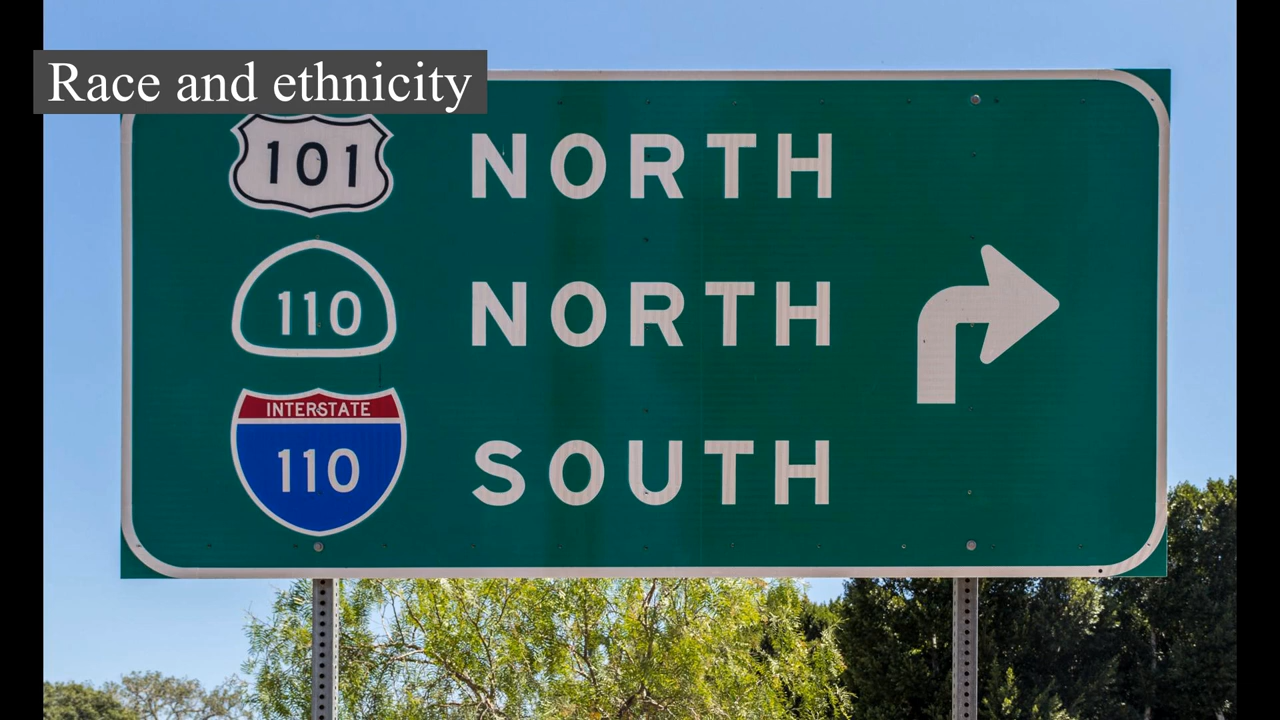 Race and ethnicity
101 NORTH
110 NORTH
INTERSTATE
110 SOUTH